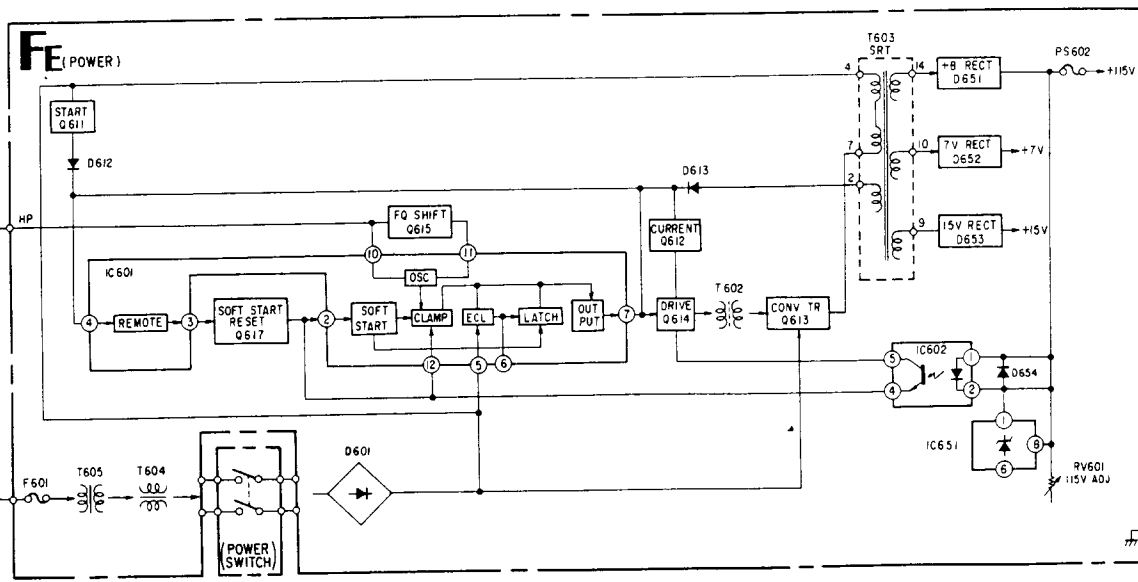 FE (POWER)
T603
SRT
PS602
4
14
+B RECT
D651
+115V
START
Q611
D612
7
10
7V RECT
D652
+7V
D613
2
HP
FQ SHIFT
Q615
CURRENT
Q612
9
15V RECT
D653
+15V
10
11
IC601
OSC
T602
4
REMOTE
3
SOFT START
RESET
Q617
2
SOFT
START
CLAMP
ECL
LATCH
OUT
PUT
7
DRIVE
Q614
CONV TR
Q613
12
5
6
IC602
5
4
1
2
D654
IC651
1
8
6
RV601
115V ADJ
F601
T605
T604
D601
(POWER
SWITCH)